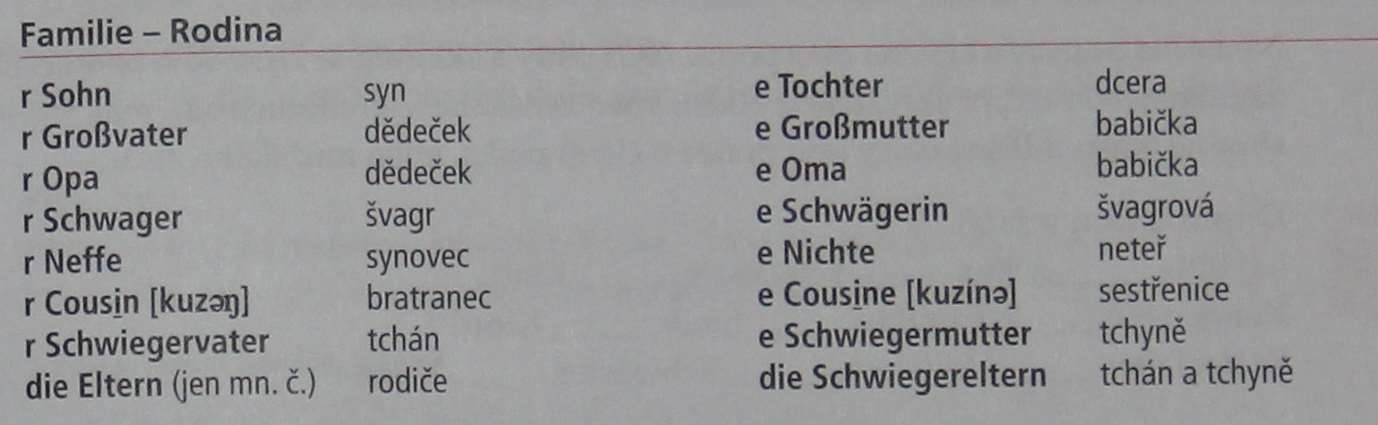 Familie – Rodina
r Sohn syn e Tochter dcera
r Großvater dědeček e Großmutter babička
r Opa dědeček e Oma babička
r Schwager švagr e Schwägerin švagrová
r Neffe synovec e Nichte neteř
r Cousin [kuzəŋ] bratranec e Cousine [kuzínə] sestřenice
r Schwiegervater tchán e Schwiegermutter tchyně
die Eltern (jen mn. č.) rodiče die Schwiegereltern tchán a tchyně